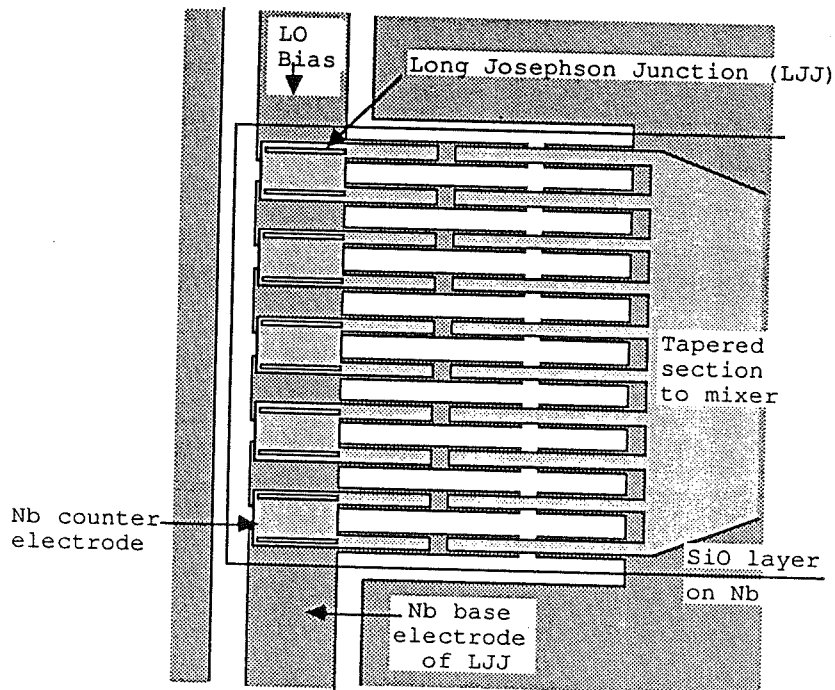 LO
Bias
Long Josephson Junction (LJJ)
Tapered
section
to mixer
Nb counter
electrode
SiO layer
on Nb
Nb base
electrode
of LJJ